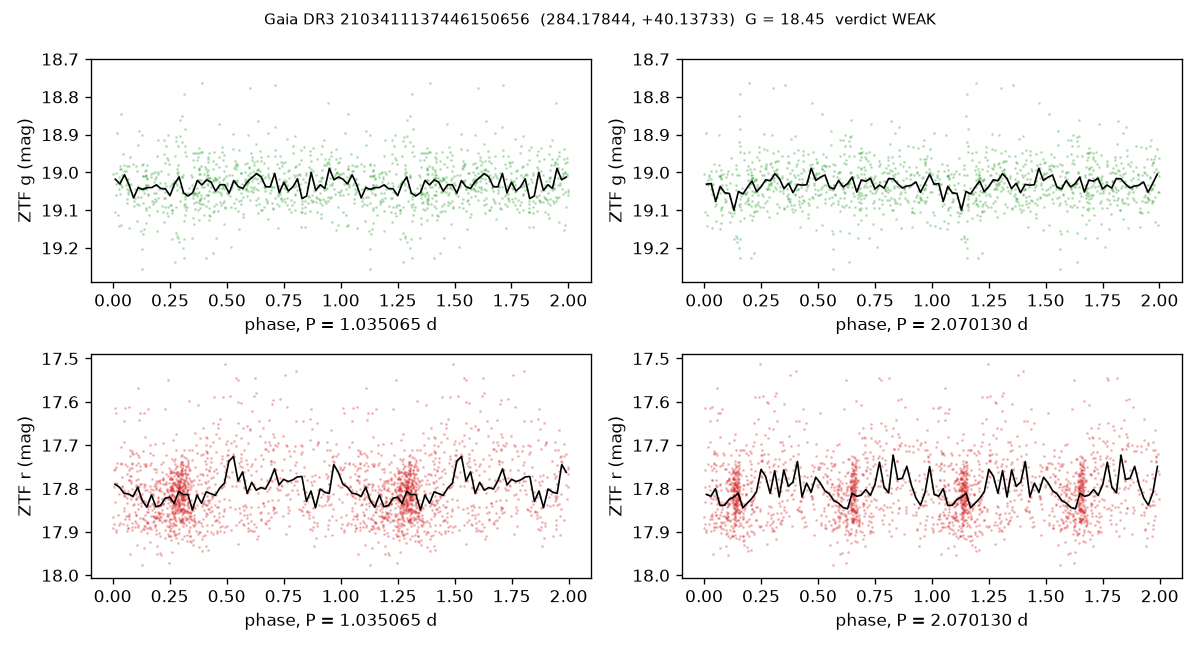 Gaia DR3 2103411137446150656 (284.17844, +40.13733) G = 18.45 verdict WEAK
ZTF g (mag)
18.7
18.8
18.9
19.0
19.1
19.2
0.00 0.25 0.50 0.75 1.00 1.25 1.50 1.75 2.00
phase, P = 1.035065 d
ZTF g (mag)
18.7
18.8
18.9
19.0
19.1
19.2
0.00 0.25 0.50 0.75 1.00 1.25 1.50 1.75 2.00
phase, P = 2.070130 d
ZTF r (mag)
17.5
17.6
17.7
17.8
17.9
18.0
0.00 0.25 0.50 0.75 1.00 1.25 1.50 1.75 2.00
phase, P = 1.035065 d
ZTF r (mag)
17.5
17.6
17.7
17.8
17.9
18.0
0.00 0.25 0.50 0.75 1.00 1.25 1.50 1.75 2.00
phase, P = 2.070130 d